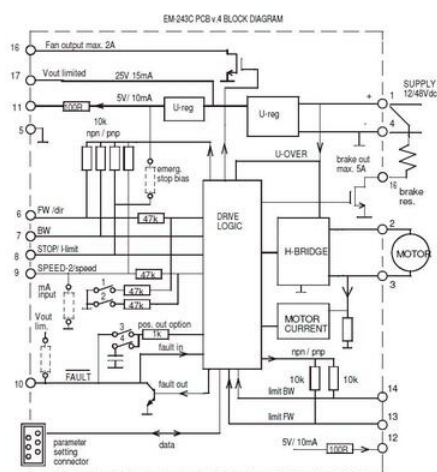 EM-243C PCB v.4 BLOCK DIAGRAM
16 Fan output max. 2A
17 Vout limited 25V 15mA
11 100R 5V/ 10mA U-reg U-reg
+ 1 SUPPLY
12/48Vdc
- 4
5
10k
npn / pnp
emerg.
stop bias
U-OVER
brake out
max. 5A
16 brake
res.
6 FW /dir 47k
7 BW
8 STOP/ I-limit
9 SPEED-2/speed 47k
DRIVE
LOGIC
H-BRIDGE
2
MOTOR
3
mA
input
1 47k
2 47k
MOTOR
CURRENT
Vout
lim.
3 pos. out option
4 1k
fault in
npn / pnp
10k 10k
10 FAULT
fault out
limit BW 14
limit FW 13
12
5V/ 10mA 100R
parameter
setting
connector
data